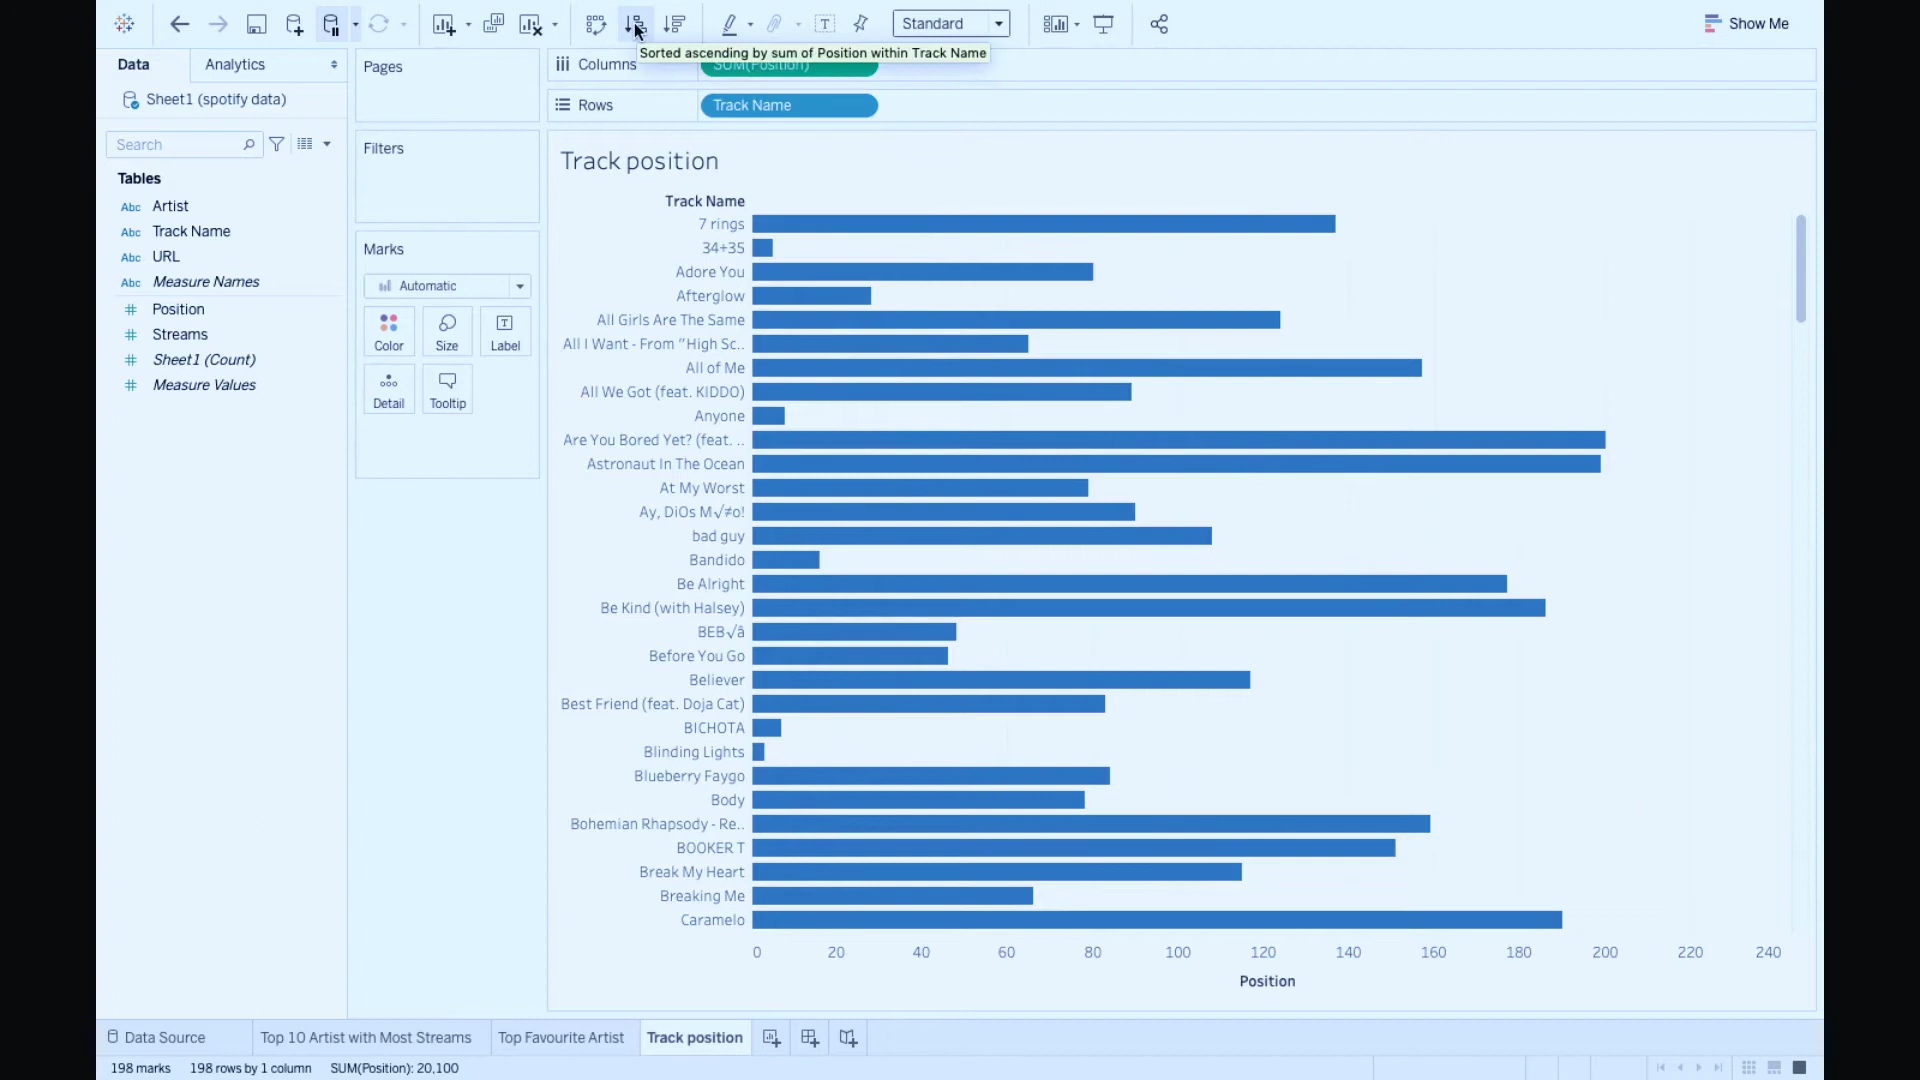 Standard
Show Me
Sorted ascending by sum of Position within Track Name
Data
Analytics
Pages
Columns
SUM(Position)
Sheet1 (spotify data)
Rows
Track Name
Search
Filters
Tables
Abc Artist
Abc Track Name
Abc URL
Abc Measure Names
# Position
# Streams
# Sheet1 (Count)
# Measure Values
Marks
Automatic
Color
Size
Label
Detail
Tooltip
Track position
Track Name
7 rings
34+35
Adore You
Afterglow
All Girls Are The Same
All I Want - From "High Sc..
All of Me
All We Got (feat. KIDDO)
Anyone
Are You Bored Yet? (feat. ..
Astronaut In The Ocean
At My Worst
Ay, DiOs M√≠o!
bad guy
Bandido
Be Alright
Be Kind (with Halsey)
BEB√â
Before You Go
Believer
Best Friend (feat. Doja Cat)
BICHOTA
Blinding Lights
Blueberry Faygo
Body
Bohemian Rhapsody - Re..
BOOKER T
Break My Heart
Breaking Me
Caramelo
0 20 40 60 80 100 120 140 160 180 200 220 240
Position
Data Source
Top 10 Artist with Most Streams
Top Favourite Artist
Track position
198 marks
198 rows by 1 column
SUM(Position): 20,100